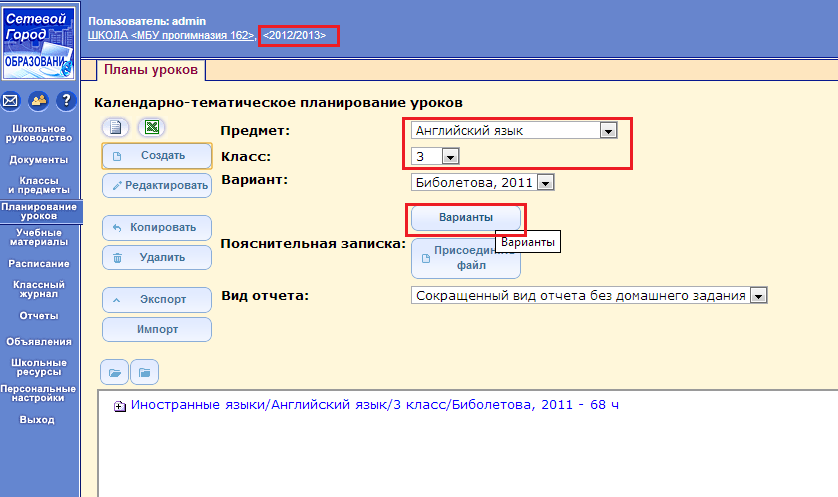 Сетевой
Город
ОБРАЗОВАНИ
Пользователь: admin
ШКОЛА <МБУ прогимназия 162>, <2012/2013>
?
Школьное
руководство
Документы
Классы
и предметы
Планирование
уроков
Учебные
материалы
Расписание
Классный
журнал
Отчеты
Объявления
Школьные
ресурсы
Персональные
настройки
Выход
Планы уроков
Календарно-тематическое планирование уроков
Создать
Редактировать
Копировать
Удалить
Экспорт
Импорт
Предмет: Английский язык
Класс: 3
Вариант: Биболетова, 2011
Варианты
Варианты
Пояснительная записка: Присоедин
файл
Вид отчета: Сокращенный вид отчета без домашнего задания
Иностранные языки/Английский язык/3 класс/Биболетова, 2011 - 68 ч